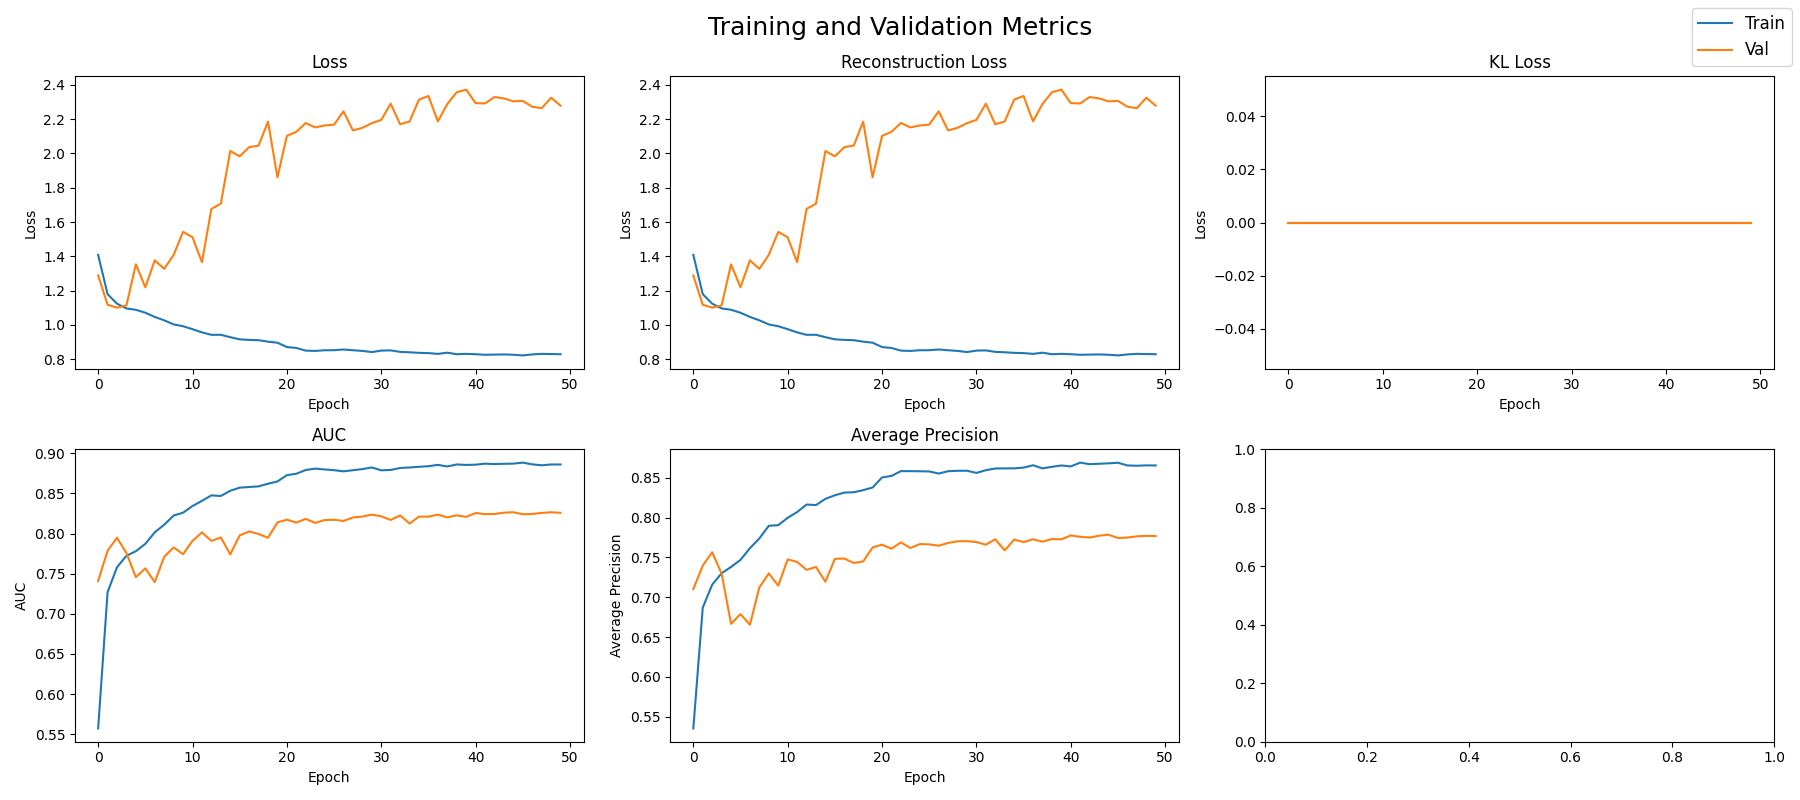 Training and Validation Metrics
Train
Val
Loss
2.4
2.2
2.0
1.8
1.6
1.4
1.2
1.0
0.8
Loss
0 10 20 30 40 50
Epoch
Reconstruction Loss
2.4
2.2
2.0
1.8
1.6
1.4
1.2
1.0
0.8
Loss
0 10 20 30 40 50
Epoch
KL Loss
0.04
0.02
0.00
−0.02
−0.04
Loss
0 10 20 30 40 50
Epoch
AUC
0.90
0.85
0.80
0.75
0.70
0.65
0.60
0.55
AUC
0 10 20 30 40 50
Epoch
Average Precision
0.85
0.80
0.75
0.70
0.65
0.60
0.55
Average Precision
0 10 20 30 40 50
Epoch
1.0
0.8
0.6
0.4
0.2
0.0
0.0 0.2 0.4 0.6 0.8 1.0